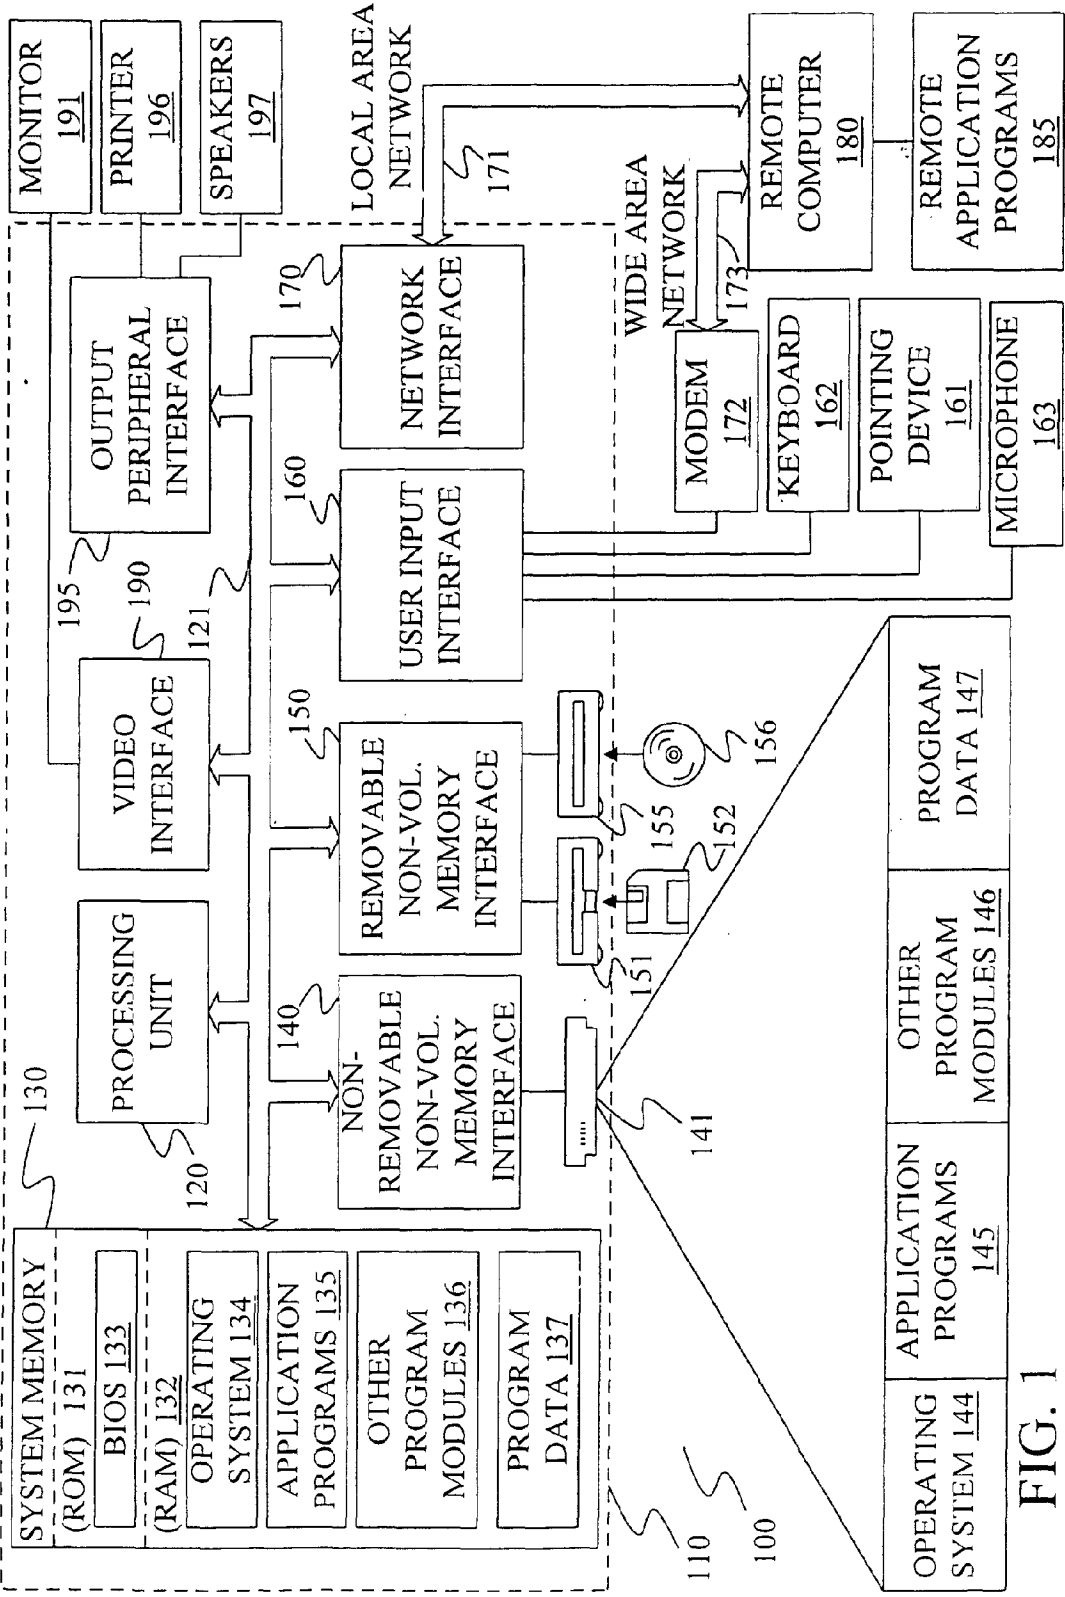 SYSTEM MEMORY
(ROM) 131
BIOS 133
(RAM) 132
OPERATING
SYSTEM 134
APPLICATION
PROGRAMS 135
OTHER
PROGRAM
MODULES 136
PROGRAM
DATA 137
130
120
PROCESSING
UNIT
VIDEO
INTERFACE
190
121
195
OUTPUT
PERIPHERAL
INTERFACE
MONITOR
191
PRINTER
196
SPEAKERS
197
140
NON-
REMOVABLE
NON-VOL.
MEMORY
INTERFACE
150
REMOVABLE
NON-VOL.
MEMORY
INTERFACE
160
USER INPUT
INTERFACE
170
NETWORK
INTERFACE
LOCAL AREA
NETWORK
171
WIDE AREA
NETWORK
173
REMOTE
COMPUTER
180
REMOTE
APPLICATION
PROGRAMS
185
MODEM
172
KEYBOARD
162
POINTING
DEVICE
161
MICROPHONE
163
141
151
152
155
156
110
100
OPERATING
SYSTEM 144
APPLICATION
PROGRAMS
145
OTHER
PROGRAM
MODULES 146
PROGRAM
DATA 147
FIG. 1